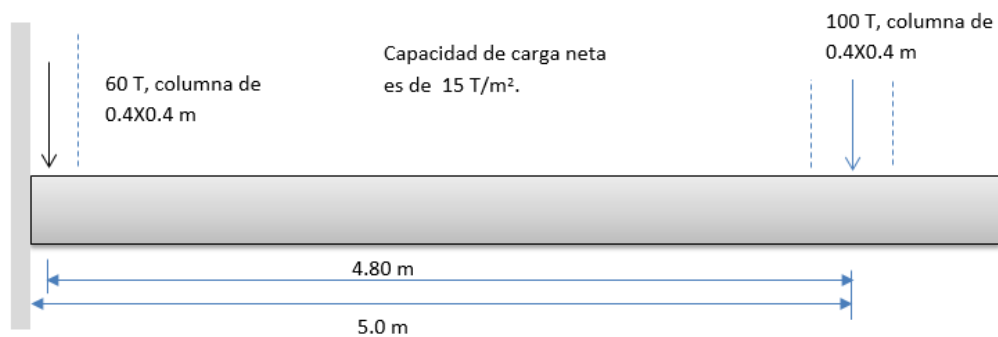 100 T, columna de
0.4X0.4 m
Capacidad de carga neta
es de 15 T/m².
60 T, columna de
0.4X0.4 m
4.80 m
5.0 m